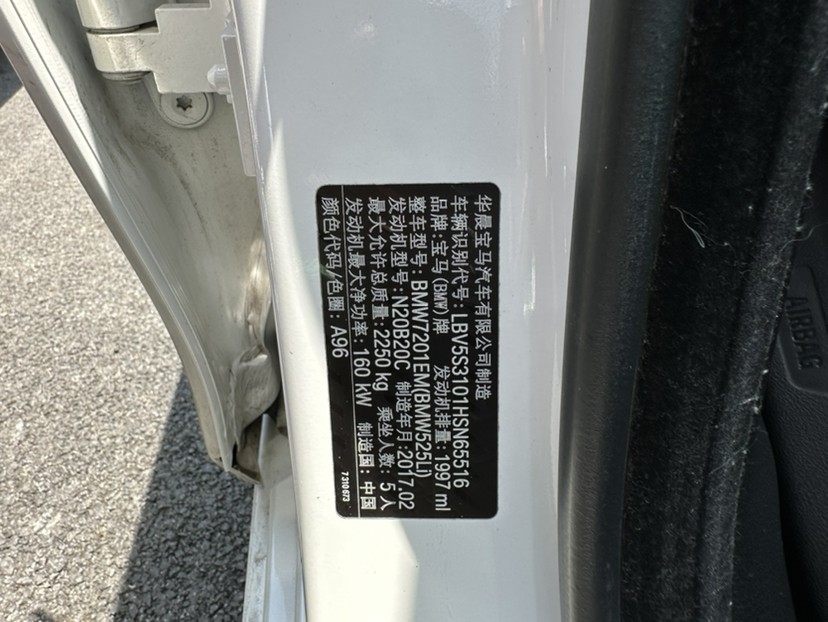 华晨宝马汽车有限公司制造
车辆识别代号: LBV5S3101HSN65516
品牌: 宝马(BMW)牌 发动机排量: 1997 ml
整车型号: BMW7201EM(BMW525Li)
发动机型号: N20B20C 制造年月:2017.02
最大允许总质量: 2250 kg 乘坐人数: 5 人
发动机最大净功率: 160 kW 制造国: 中国
颜色代码/色圈: A96
7310673
AIRBAG